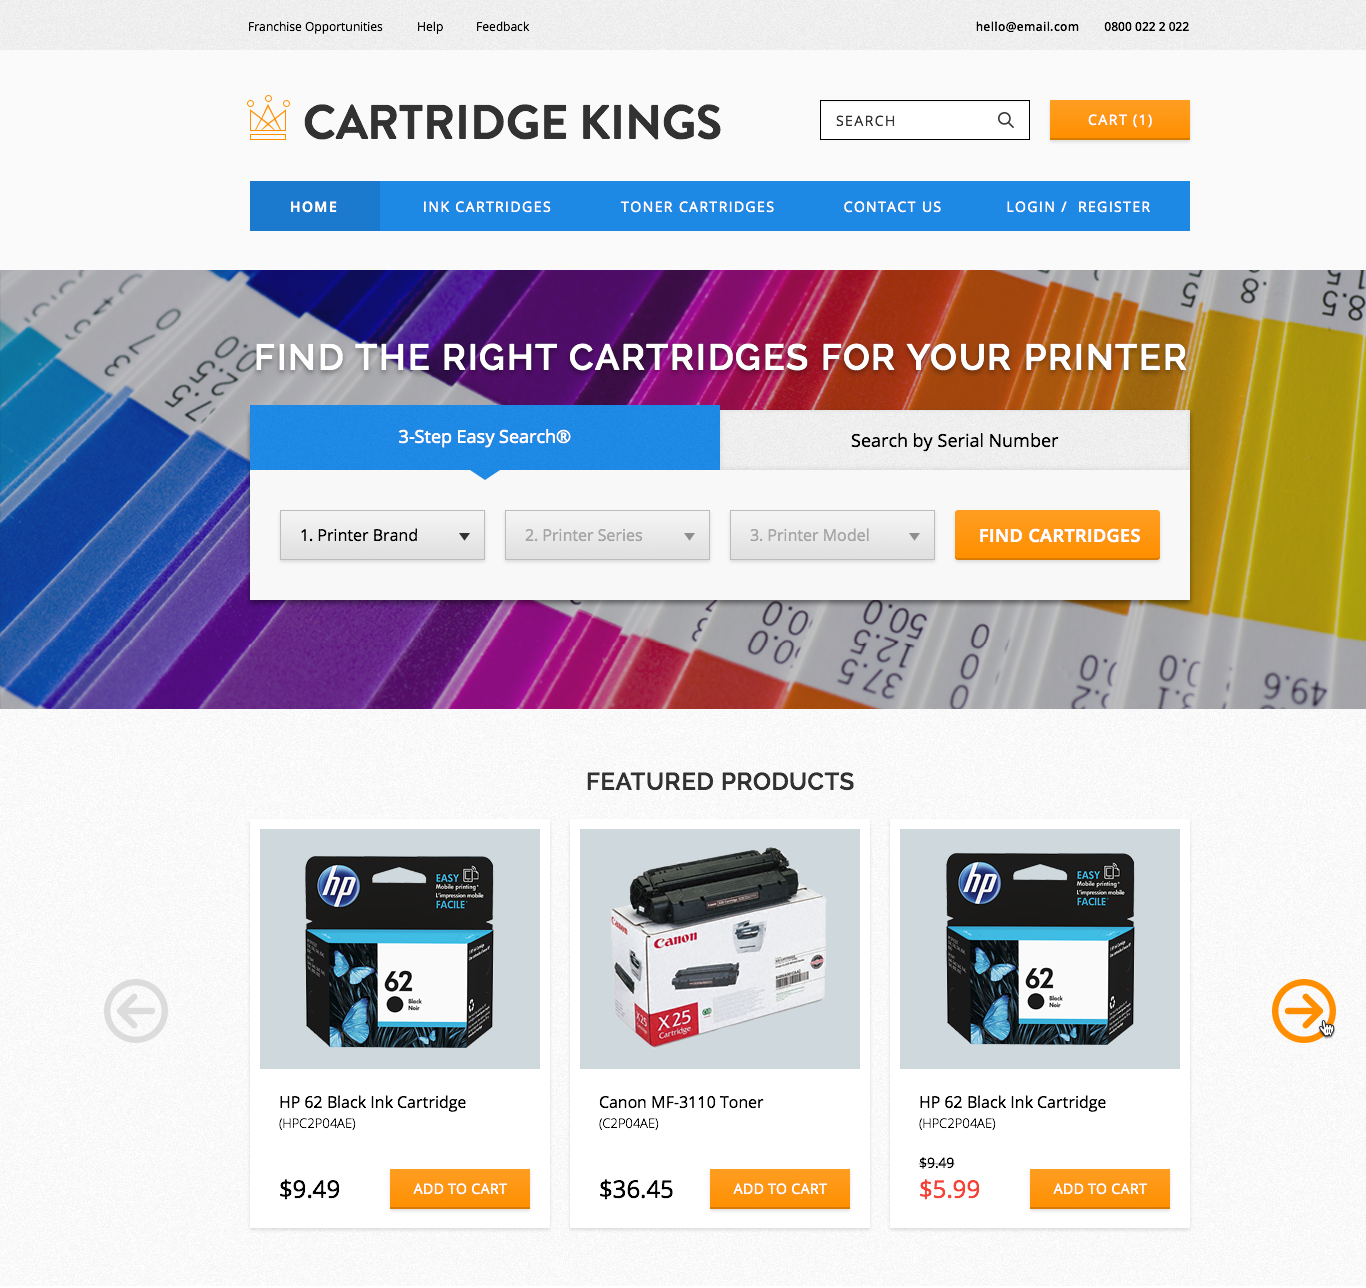 Franchise Opportunities Help Feedback hello@email.com 0800 022 2 022
CARTRIDGE KINGS
SEARCH
CART (1)
HOME INK CARTRIDGES TONER CARTRIDGES CONTACT US LOGIN / REGISTER
FIND THE RIGHT CARTRIDGES FOR YOUR PRINTER
3-Step Easy Search®
Search by Serial Number
1. Printer Brand
2. Printer Series
3. Printer Model
FIND CARTRIDGES
FEATURED PRODUCTS
hp
EASY
Mobile printing
L'impression mobile
FACILE
62
Black
Noir
Canon
Canon
X25
X25
Cartridge
hp
EASY
Mobile printing
L'impression mobile
FACILE
62
Black
Noir
HP 62 Black Ink Cartridge
(HPC2P04AE)
$9.49
ADD TO CART
Canon MF-3110 Toner
(C2P04AE)
$36.45
ADD TO CART
HP 62 Black Ink Cartridge
(HPC2P04AE)
$9.49
$5.99
ADD TO CART